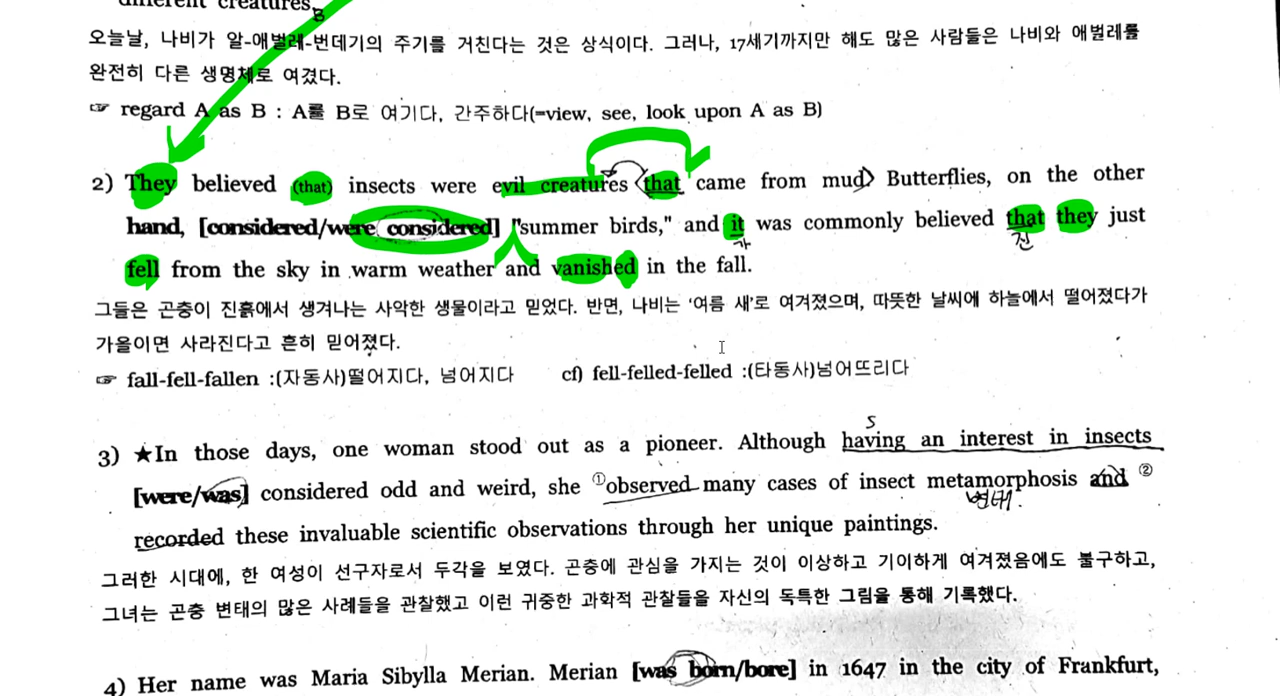 different creatures.
B
오늘날, 나비가 알-애벌레-번데기의 주기를 거친다는 것은 상식이다. 그러나, 17세기까지만 해도 많은 사람들은 나비와 애벌레를
완전히 다른 생명체로 여겼다.
☞ regard A as B : A를 B로 여기다, 간주하다(=view, see, look upon A as B)
2) They believed (that) insects were evil creatures that came from mud. Butterflies, on the other
hand, [considered/were considered] "summer birds," and it was commonly believed that they just
가
진
fell from the sky in warm weather and vanished in the fall.
그들은 곤충이 진흙에서 생겨나는 사악한 생물이라고 믿었다. 반면, 나비는 '여름 새'로 여겨졌으며, 따뜻한 날씨에 하늘에서 떨어졌다가
가을이면 사라진다고 흔히 믿어졌다.
☞ fall-fell-fallen :(자동사)떨어지다, 넘어지다 cf) fell-felled-felled :(타동사)넘어뜨리다
S
3) ★In those days, one woman stood out as a pioneer. Although having an interest in insects
[were/was] considered odd and weird, she ①observed many cases of insect metamorphosis and ②
변태.
recorded these invaluable scientific observations through her unique paintings.
그러한 시대에, 한 여성이 선구자로서 두각을 보였다. 곤충에 관심을 가지는 것이 이상하고 기이하게 여겨졌음에도 불구하고,
그녀는 곤충 변태의 많은 사례들을 관찰했고 이런 귀중한 과학적 관찰들을 자신의 독특한 그림을 통해 기록했다.
4) Her name was Maria Sibylla Merian. Merian [was born/bore] in 1647 in the city of Frankfurt,